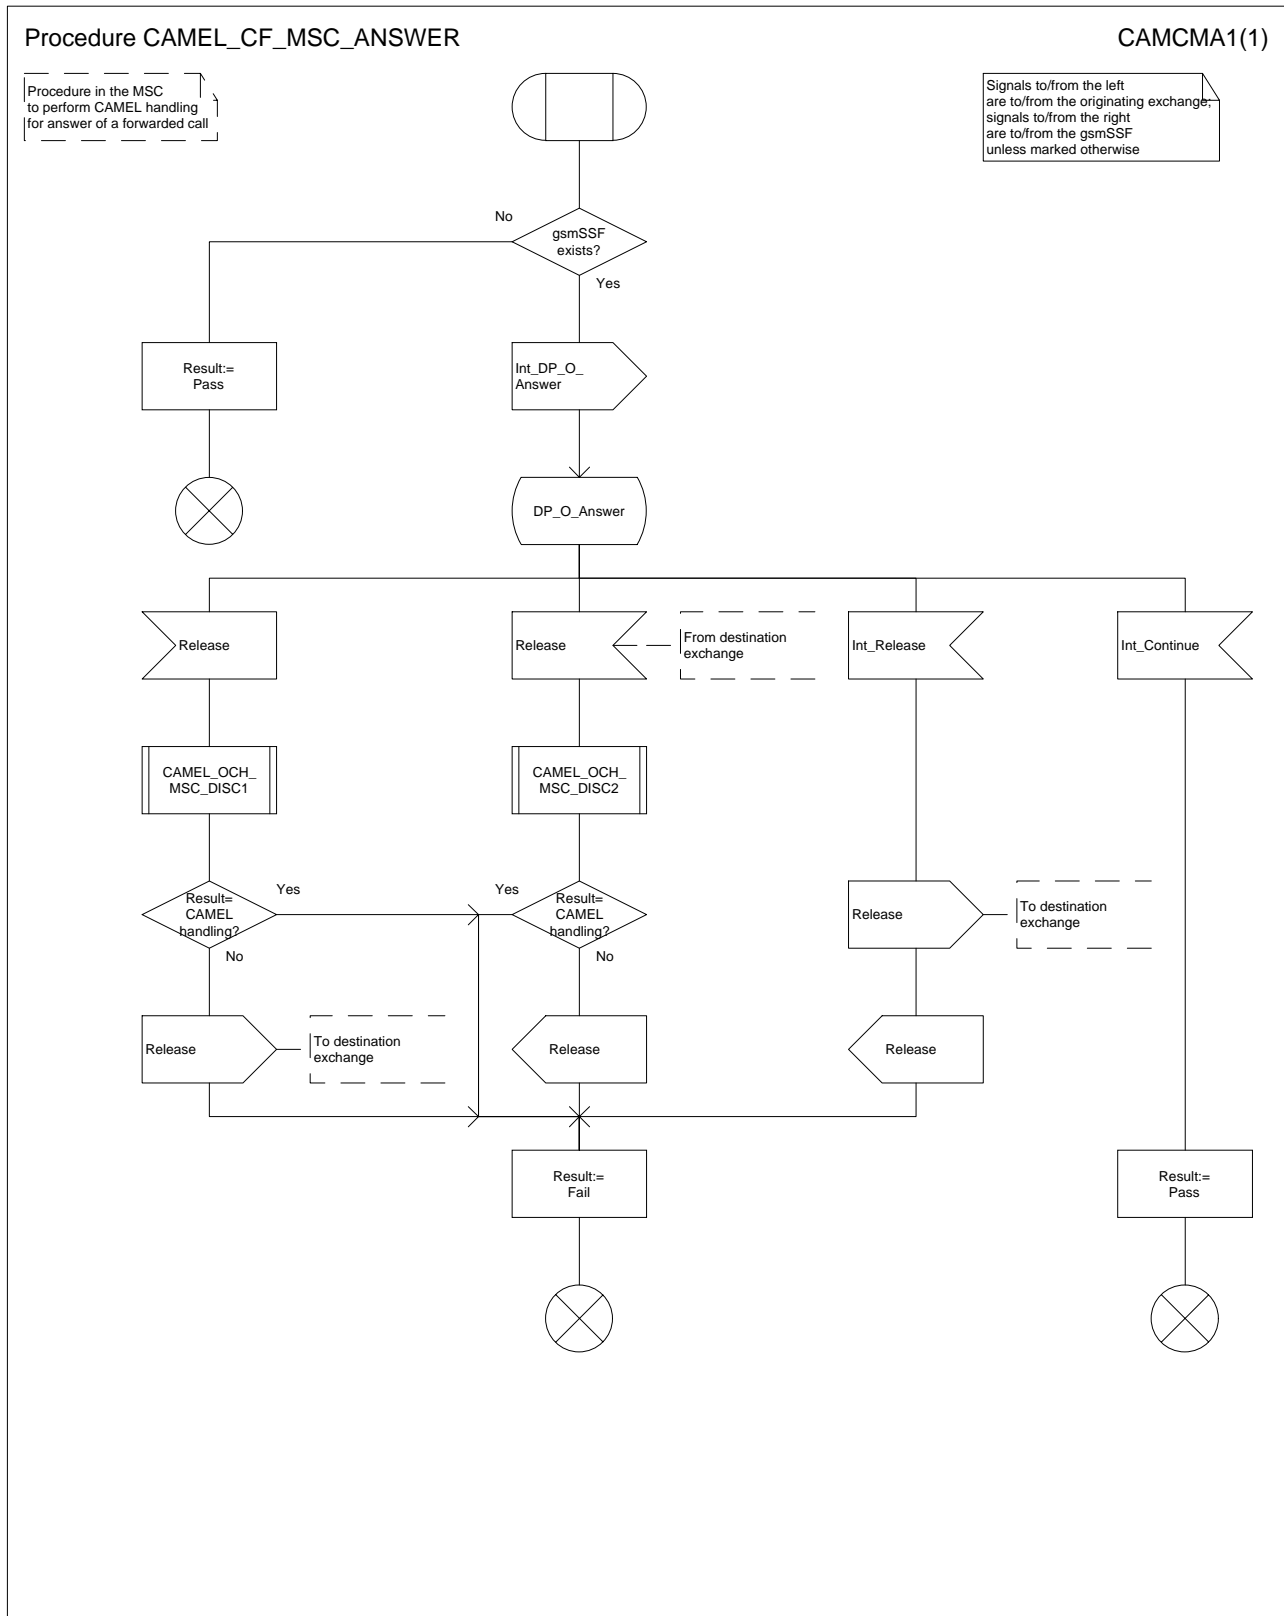 Procedure CAMEL_CF_MSC_ANSWER
CAMCMA1(1)
Procedure in the MSC
to perform CAMEL handling
for answer of a forwarded call
Signals to/from the left
are to/from the originating exchange;
signals to/from the right
are to/from the gsmSSF
unless marked otherwise
No
gsmSSF
exists?
Yes
Result:=
Pass
Int_DP_O_
Answer
DP_O_Answer
Release
Release
From destination
exchange
Int_Release
Int_Continue
CAMEL_OCH_
MSC_DISC1
CAMEL_OCH_
MSC_DISC2
Result=
CAMEL
handling?
Yes
No
Yes
Result=
CAMEL
handling?
No
Release
To destination
exchange
Release
To destination
exchange
Release
Release
Result:=
Fail
Result:=
Pass